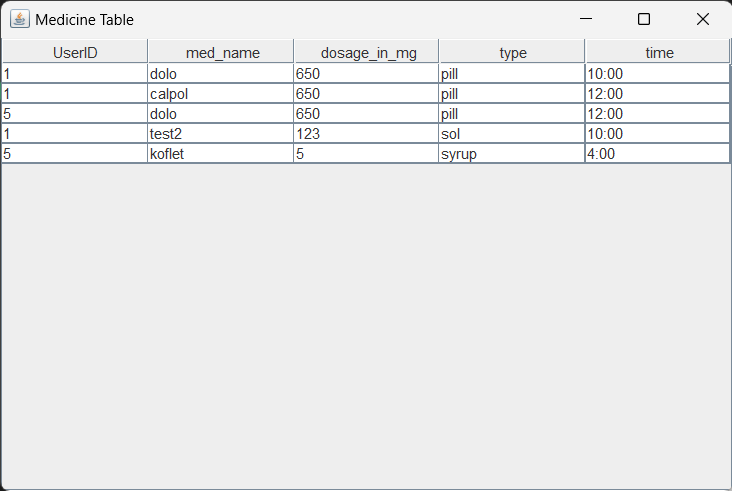 Medicine Table
UserID med_name dosage_in_mg type time
1 dolo 650 pill 10:00
1 calpol 650 pill 12:00
5 dolo 650 pill 12:00
1 test2 123 sol 10:00
5 koflet 5 syrup 4:00